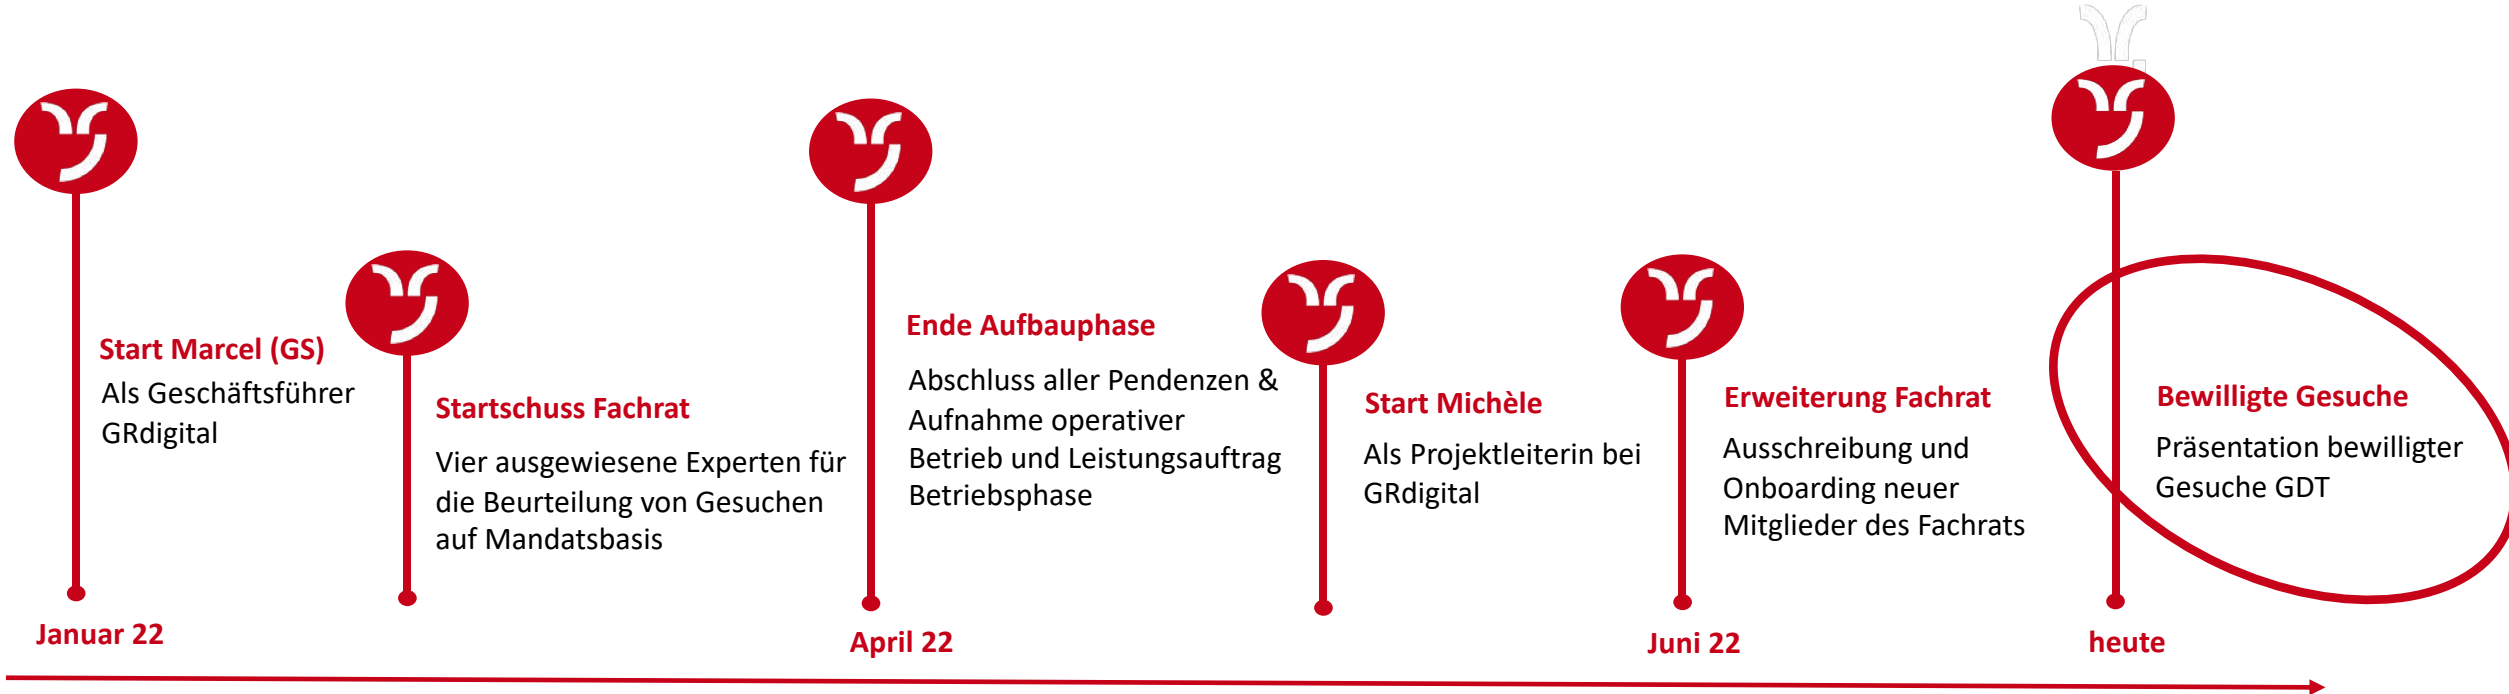 Start Marcel (GS)
Als Geschäftsführer
GRdigital
Januar 22
Startschuss Fachrat
Vier ausgewiesene Experten für
die Beurteilung von Gesuchen
auf Mandatsbasis
Ende Aufbauphase
Abschluss aller Pendenzen &
Aufnahme operativer
Betrieb und Leistungsauftrag
Betriebsphase
April 22
Start Michèle
Als Projektleiterin bei
GRdigital
Erweiterung Fachrat
Ausschreibung und
Onboarding neuer
Mitglieder des Fachrats
Juni 22
Bewilligte Gesuche
Präsentation bewilligter
Gesuche GDT
heute